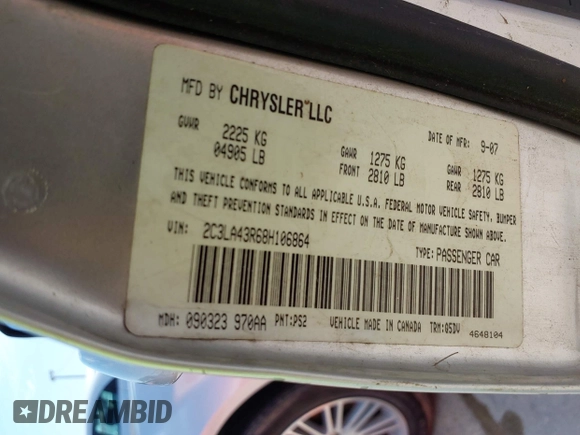 MFD BY CHRYSLER LLC
DATE OF MFR: 9-07
GVWR 2225 KG 04905 LB
GAWR FRONT 1275 KG 2810 LB
GAWR REAR 1275 KG 2810 LB
THIS VEHICLE CONFORMS TO ALL APPLICABLE U.S.A. FEDERAL MOTOR VEHICLE SAFETY, BUMPER
AND THEFT PREVENTION STANDARDS IN EFFECT ON THE DATE OF MANUFACTURE SHOWN ABOVE.
VIN: 2C3LA43R68H106864
TYPE: PASSENGER CAR
MDH: 090323 970AA PNT:PS2 VEHICLE MADE IN CANADA TRM:Q5DV
4648104
DREAMBID